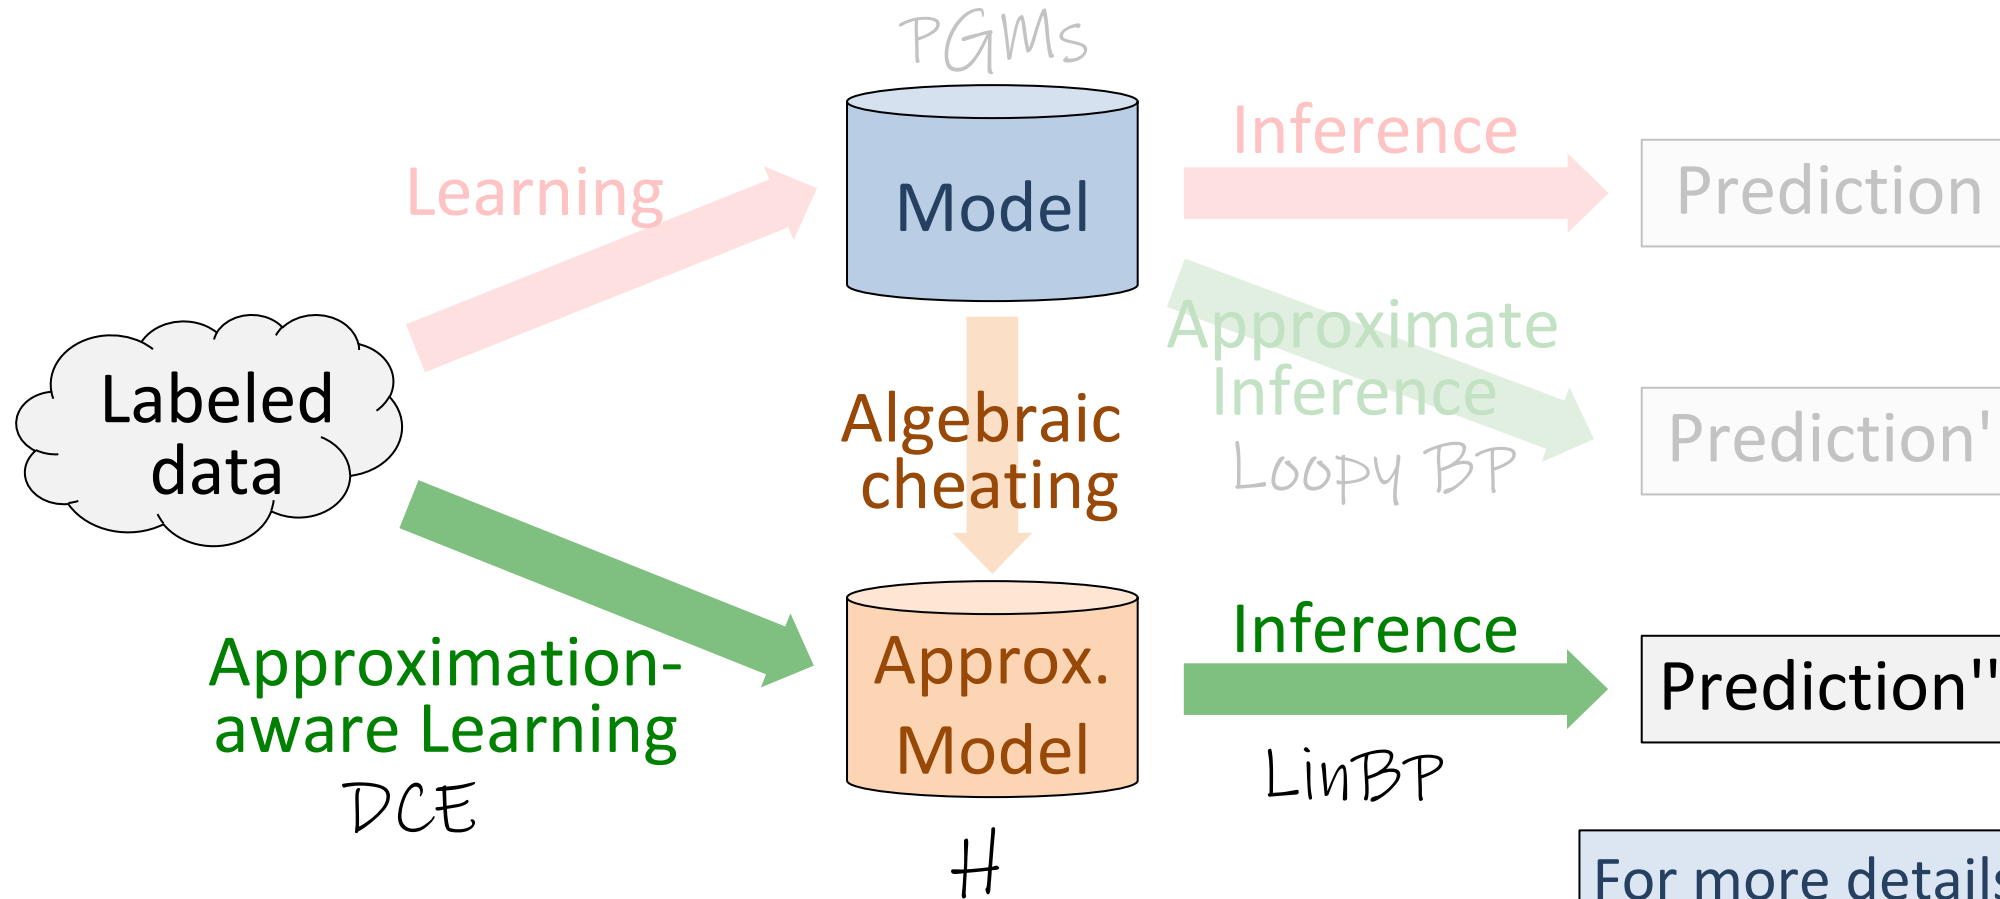 PGMs
Learning
Model
Inference
Prediction
Labeled
data
Algebraic
cheating
Approximate
Inference
Loopy BP
Prediction'
Approximation-
aware Learning
DCE
Approx.
Model
H
Inference
LinBP
Prediction''
For more details